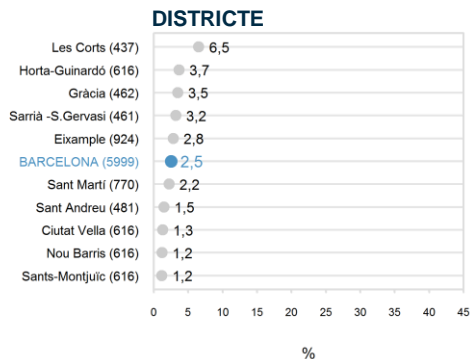 DISTRICTE
Les Corts (437) 6,5
Horta-Guinardó (616) 3,7
Gràcia (462) 3,5
Sarrià -S.Gervasi (461) 3,2
Eixample (924) 2,8
BARCELONA (5999) 2,5
Sant Martí (770) 2,2
Sant Andreu (481) 1,5
Ciutat Vella (616) 1,3
Nou Barris (616) 1,2
Sants-Montjuïc (616) 1,2
0 5 10 15 20 25 30 35 40 45
%